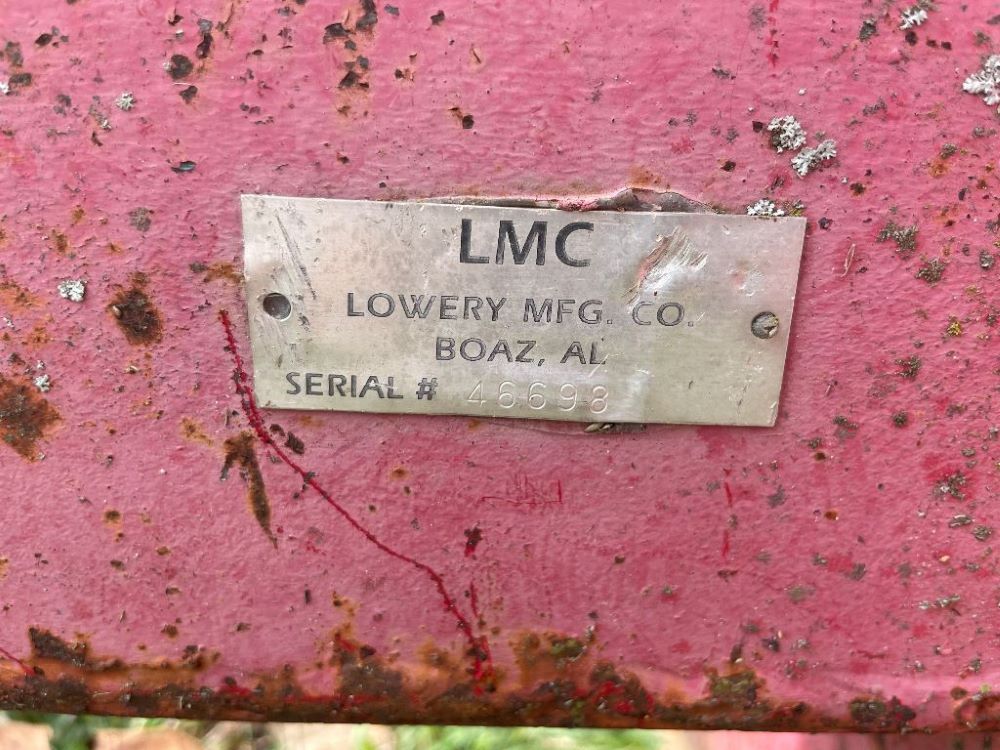 LMC
LOWERY MFG. CO.
BOAZ, AL
SERIAL # 46698